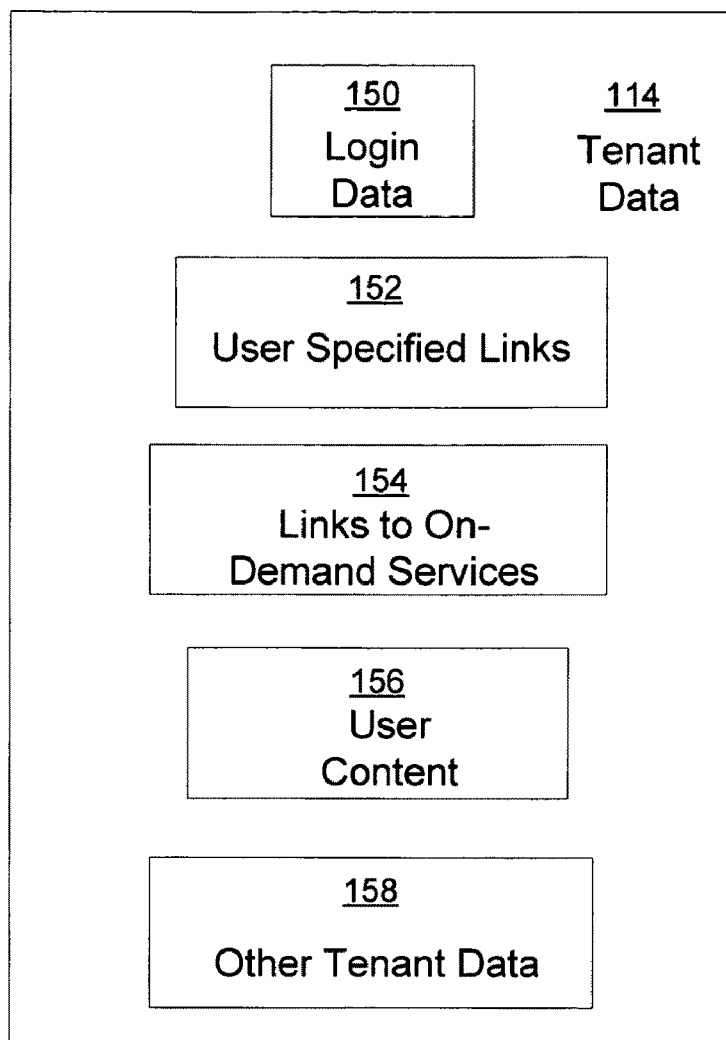 150
Login
Data
114
Tenant
Data
152
User Specified Links
154
Links to On-
Demand Services
156
User
Content
158
Other Tenant Data